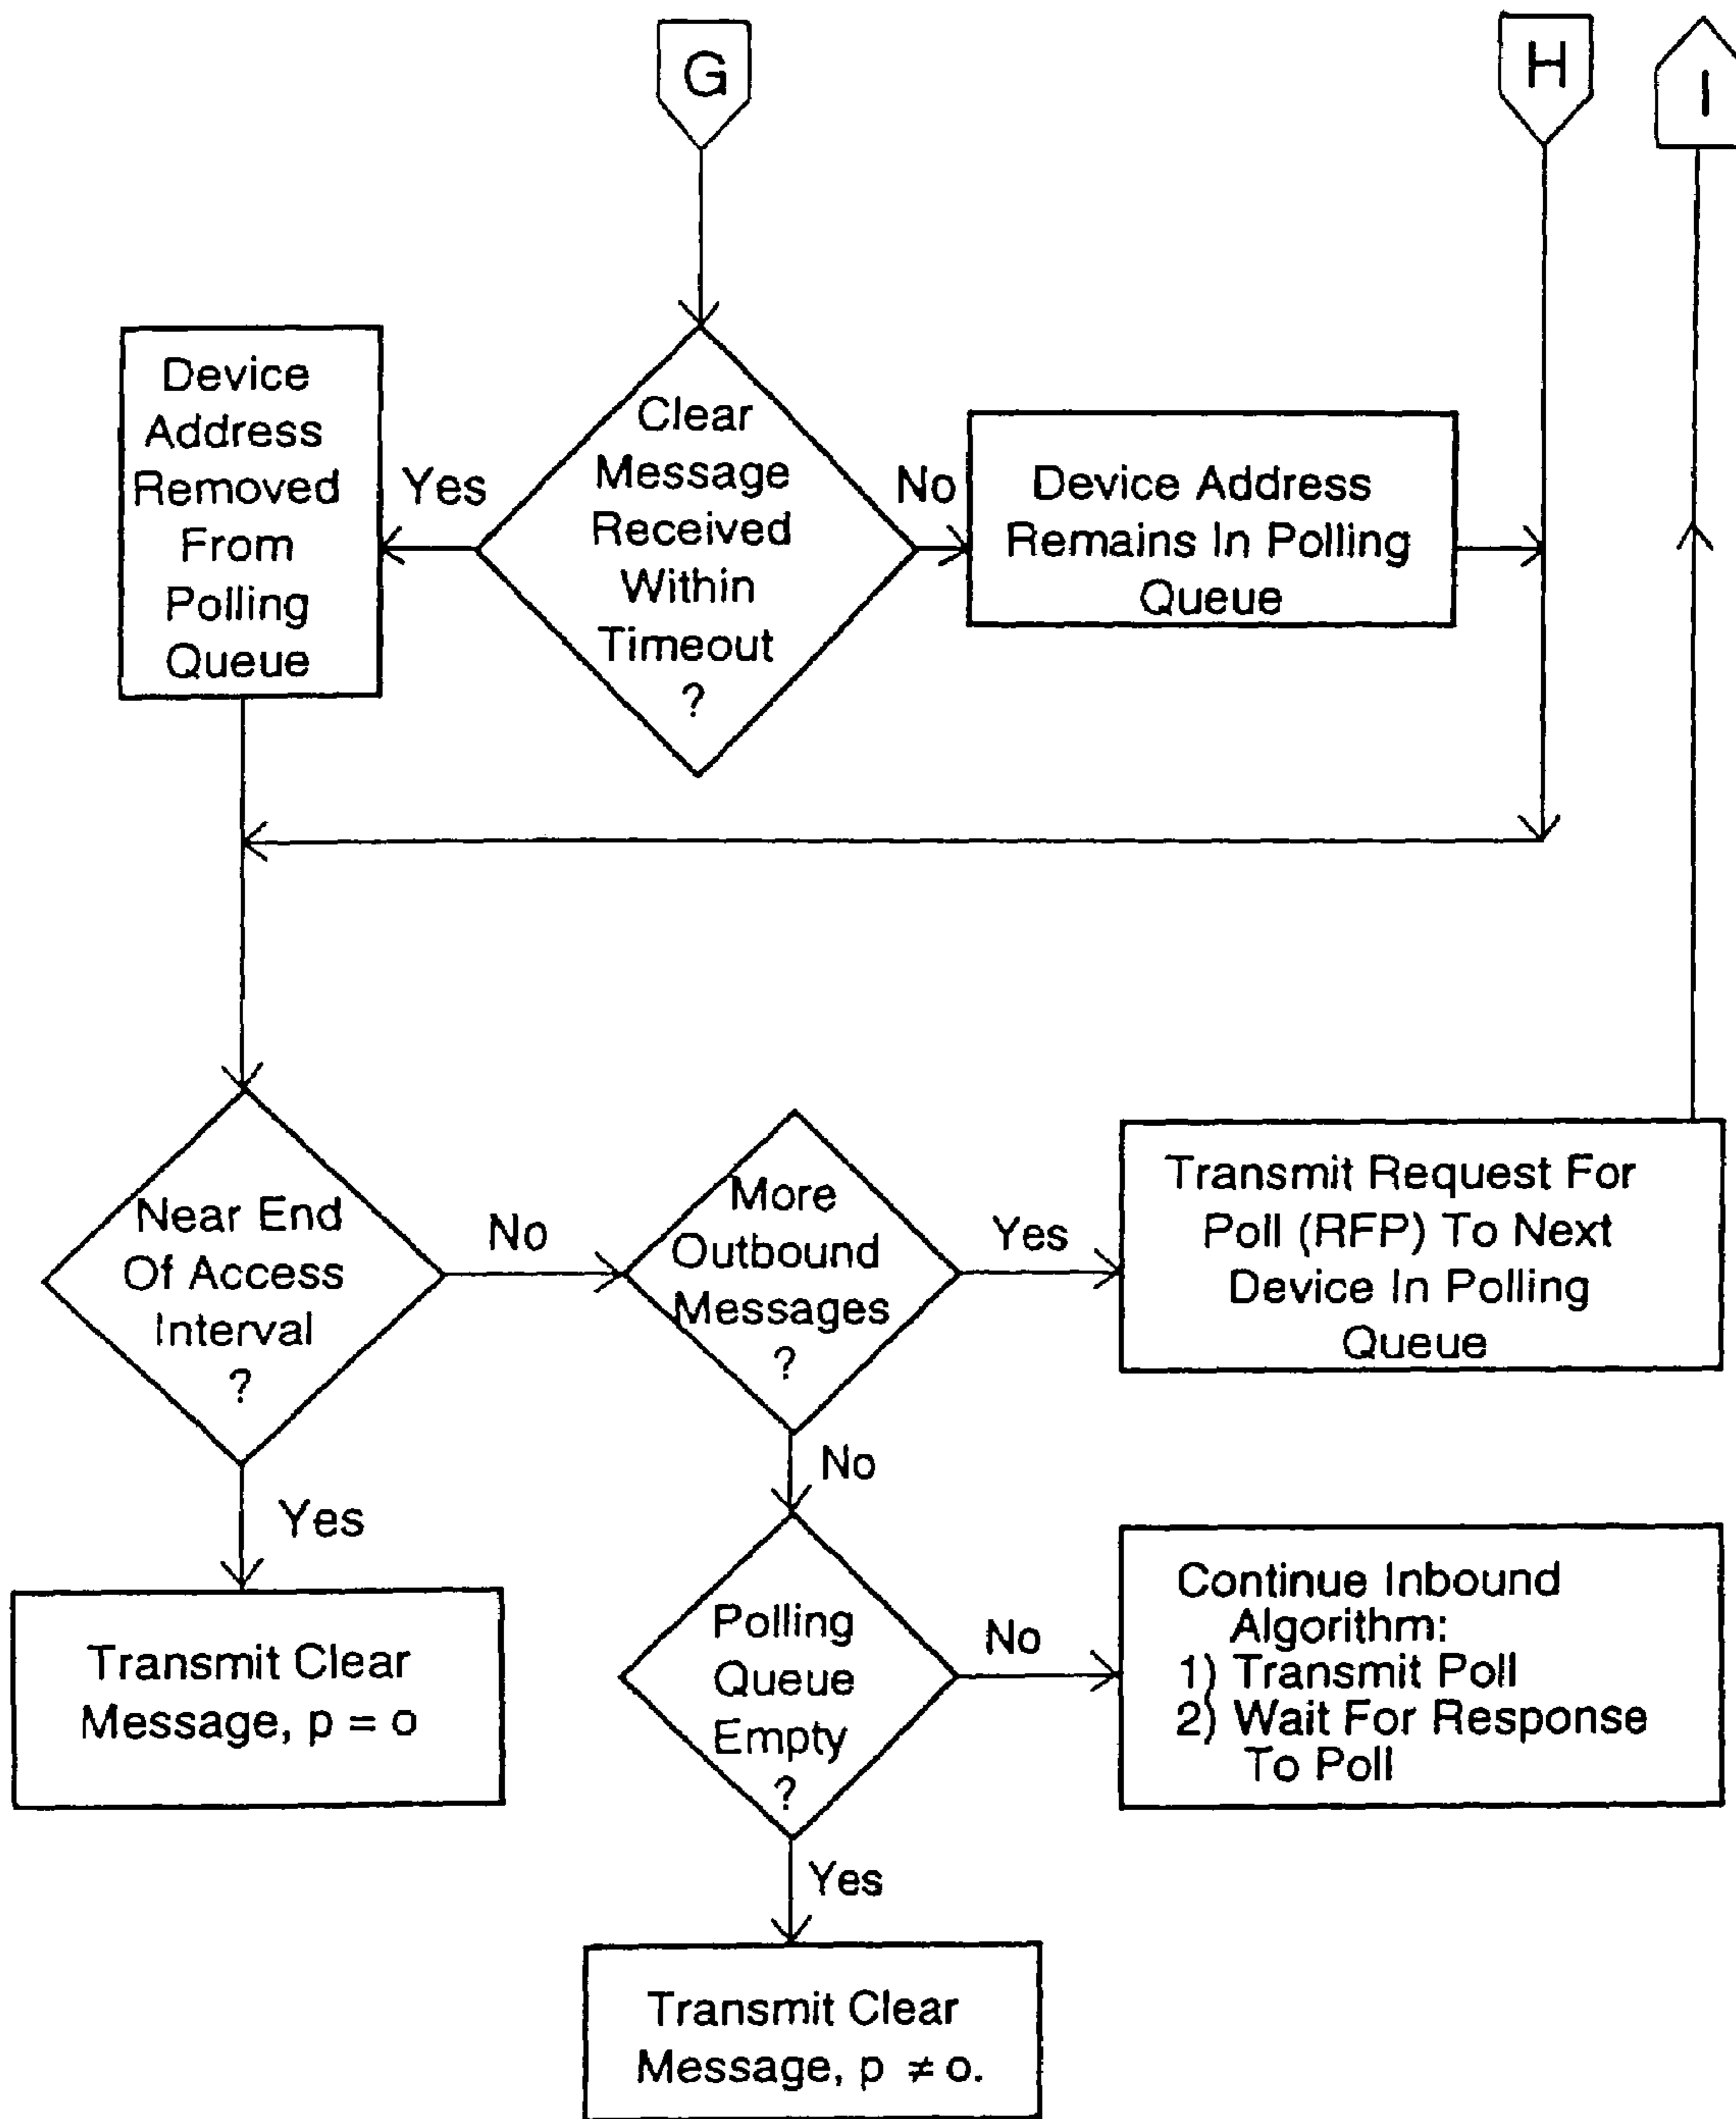 G
H
I
Device
Address
Removed
From
Polling
Queue
Yes
Clear
Message
Received
Within
Timeout
?
No
Device Address
Remains In Polling
Queue
Near End
Of Access
Interval
?
No
More
Outbound
Messages
?
Yes
Transmit Request For
Poll (RFP) To Next
Device In Polling
Queue
Yes
No
Transmit Clear
Message, p = o
Polling
Queue
Empty
?
No
Continue Inbound
Algorithm:
1) Transmit Poll
2) Wait For Response
To Poll
Yes
Transmit Clear
Message, p ≠ o.